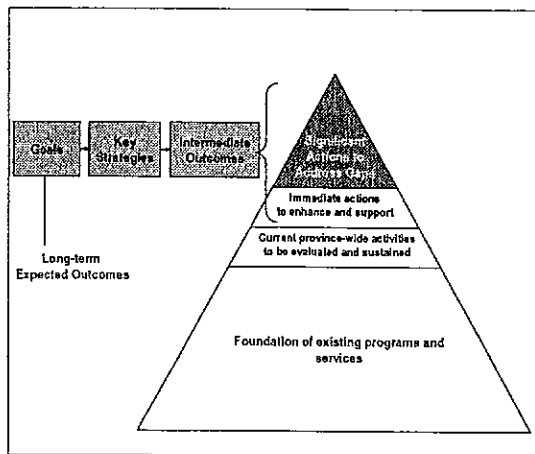 Goals
Key
Strategies
Intermediate
Outcomes
Long-term
Expected Outcomes
Significant
Actions to
Address Gaps
Immediate actions
to enhance and support
Current province-wide activities
to be evaluated and sustained
Foundation of existing programs and
services